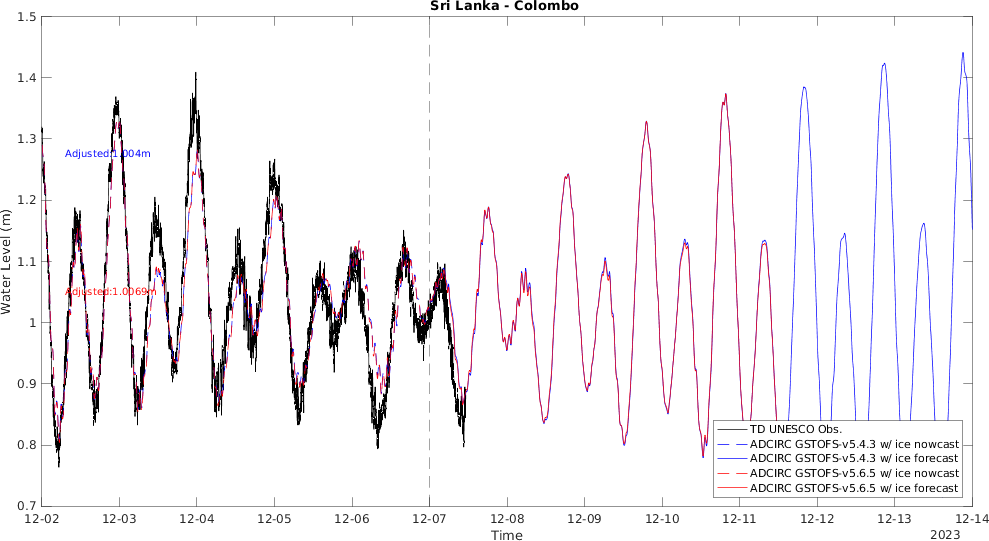 Sri Lanka - Colombo
1.5
1.4
1.3
1.2
1.1
1
0.9
0.8
0.7
Water Level (m)
Adjusted:1.004m
Adjusted:1.0069m
TD UNESCO Obs.
ADCIRC GSTOFS-v5.4.3 w/ ice nowcast
ADCIRC GSTOFS-v5.4.3 w/ ice forecast
ADCIRC GSTOFS-v5.6.5 w/ ice nowcast
ADCIRC GSTOFS-v5.6.5 w/ ice forecast
12-02 12-03 12-04 12-05 12-06 12-07 12-08 12-09 12-10 12-11 12-12 12-13 12-14
Time
2023